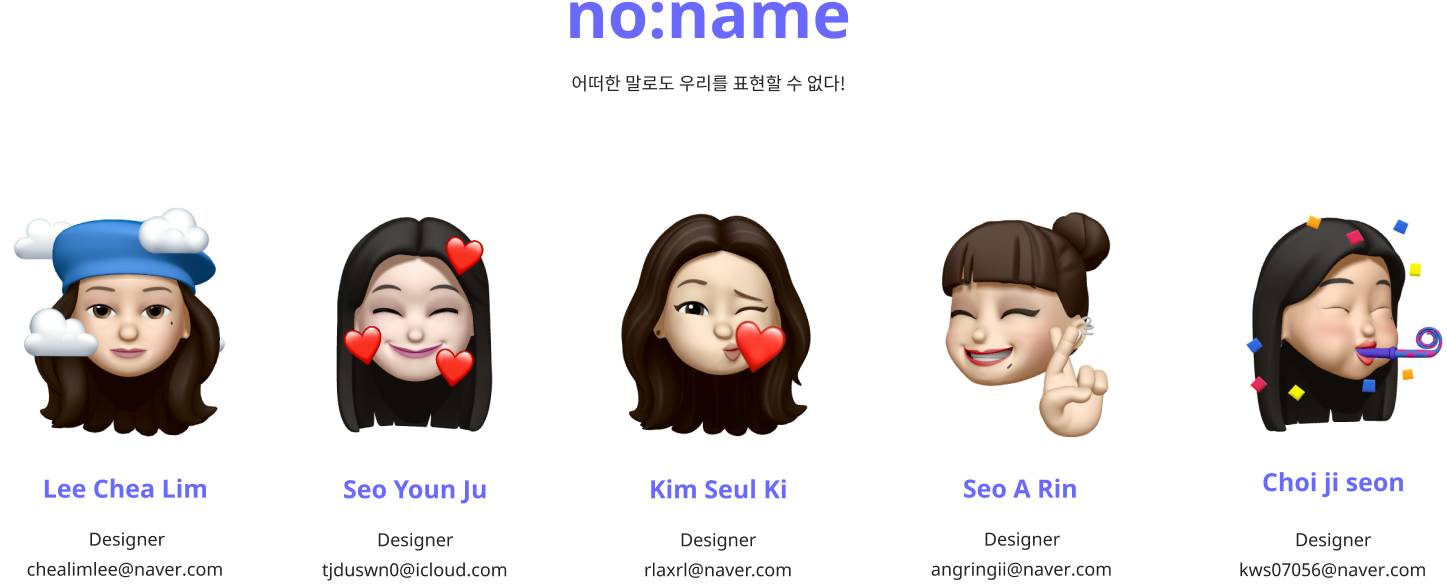 no:name
어떠한 말로도 우리를 표현할 수 없다!
Lee Chea Lim
Designer
chealimlee@naver.com
Seo Youn Ju
Designer
tjduswn0@icloud.com
Kim Seul Ki
Designer
rlaxrl@naver.com
Seo A Rin
Designer
angringii@naver.com
Choi ji seon
Designer
kws07056@naver.com